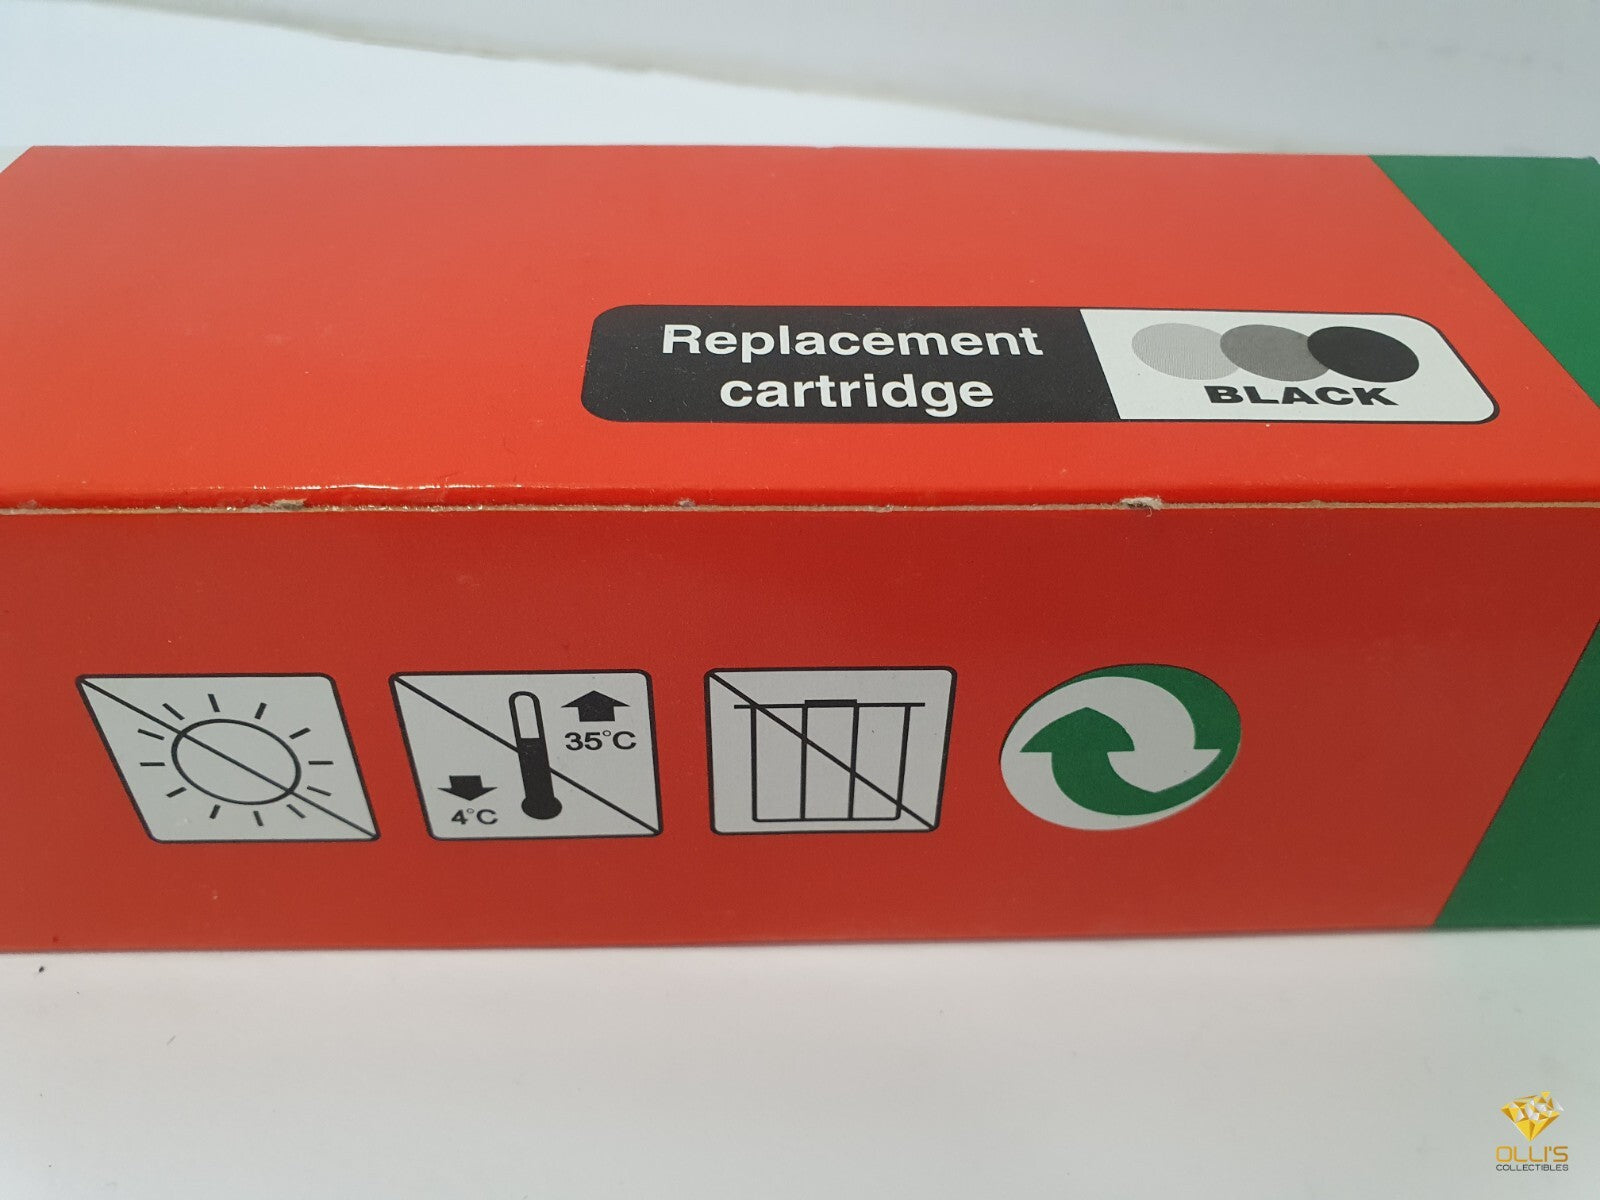 Replacement
cartridge
BLACK
35°C
4°C
OLLI'S
COLLECTIBLES